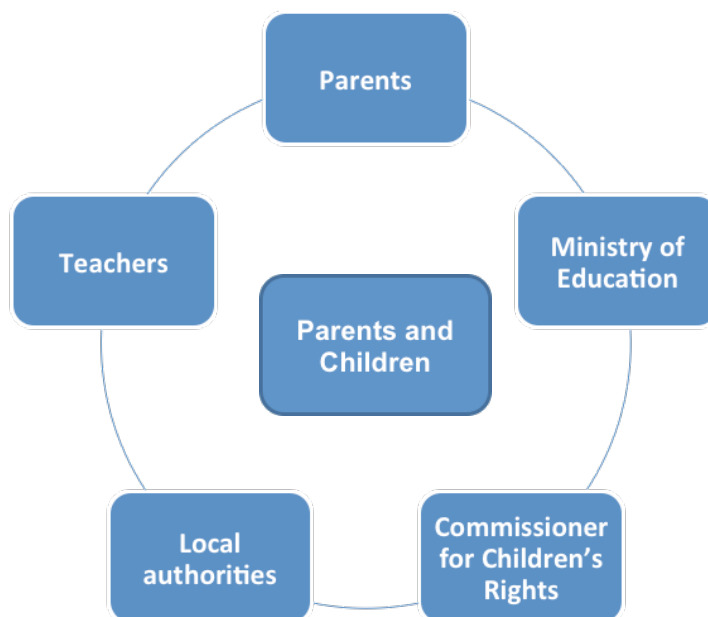 Parents
Ministry of
Education
Teachers
Parents and
Children
Local
authorities
Commissioner
for Children's
Rights